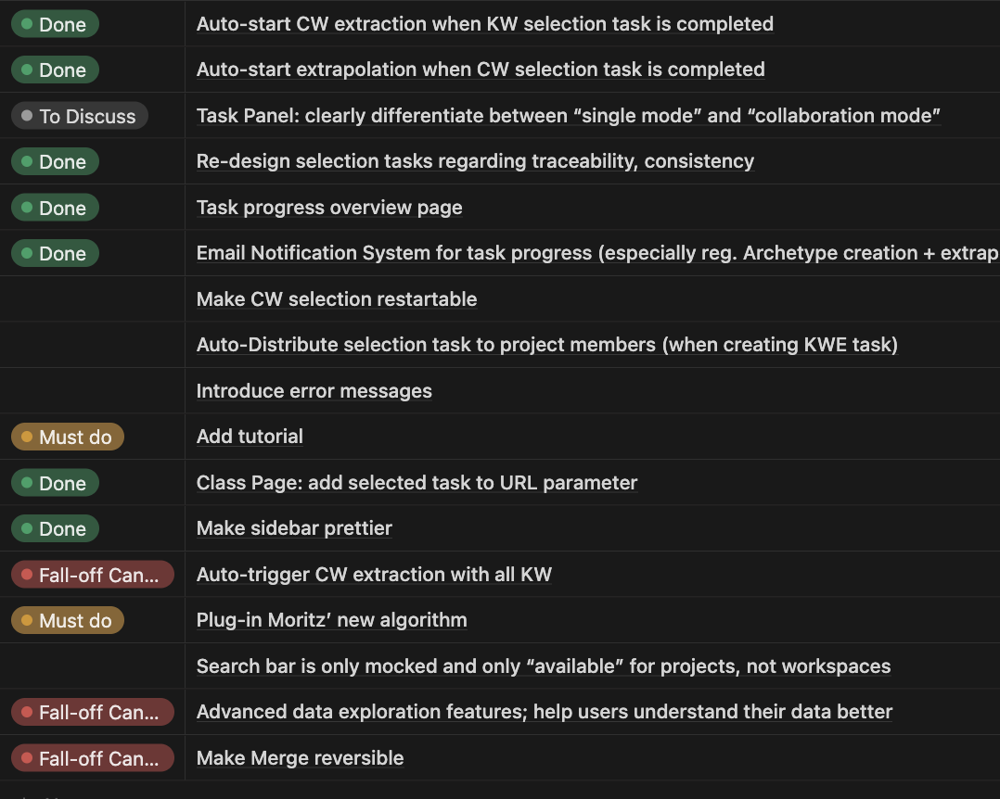 Done Auto-start CW extraction when KW selection task is completed
Done Auto-start extrapolation when CW selection task is completed
To Discuss Task Panel: clearly differentiate between “single mode” and “collaboration mode”
Done Re-design selection tasks regarding traceability, consistency
Done Task progress overview page
Done Email Notification System for task progress (especially reg. Archetype creation + extrap
Make CW selection restartable
Auto-Distribute selection task to project members (when creating KWE task)
Introduce error messages
Must do Add tutorial
Done Class Page: add selected task to URL parameter
Done Make sidebar prettier
Fall-off Can... Auto-trigger CW extraction with all KW
Must do Plug-in Moritz’ new algorithm
Search bar is only mocked and only “available” for projects, not workspaces
Fall-off Can... Advanced data exploration features; help users understand their data better
Fall-off Can... Make Merge reversible